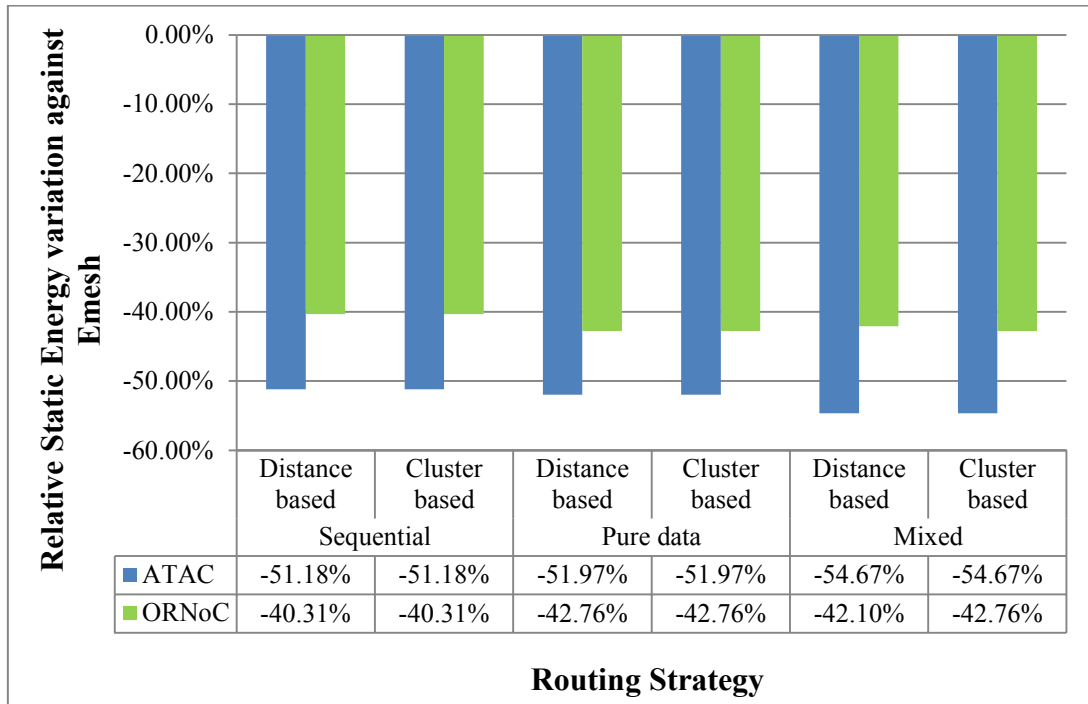 Relative Static Energy variation against
Emesh
0.00%
-10.00%
-20.00%
-30.00%
-40.00%
-50.00%
-60.00%
Distance based Cluster based Distance based Cluster based Distance based Cluster based
Sequential Pure data Mixed
ATAC -51.18% -51.18% -51.97% -51.97% -54.67% -54.67%
ORNoC -40.31% -40.31% -42.76% -42.76% -42.10% -42.76%
Routing Strategy